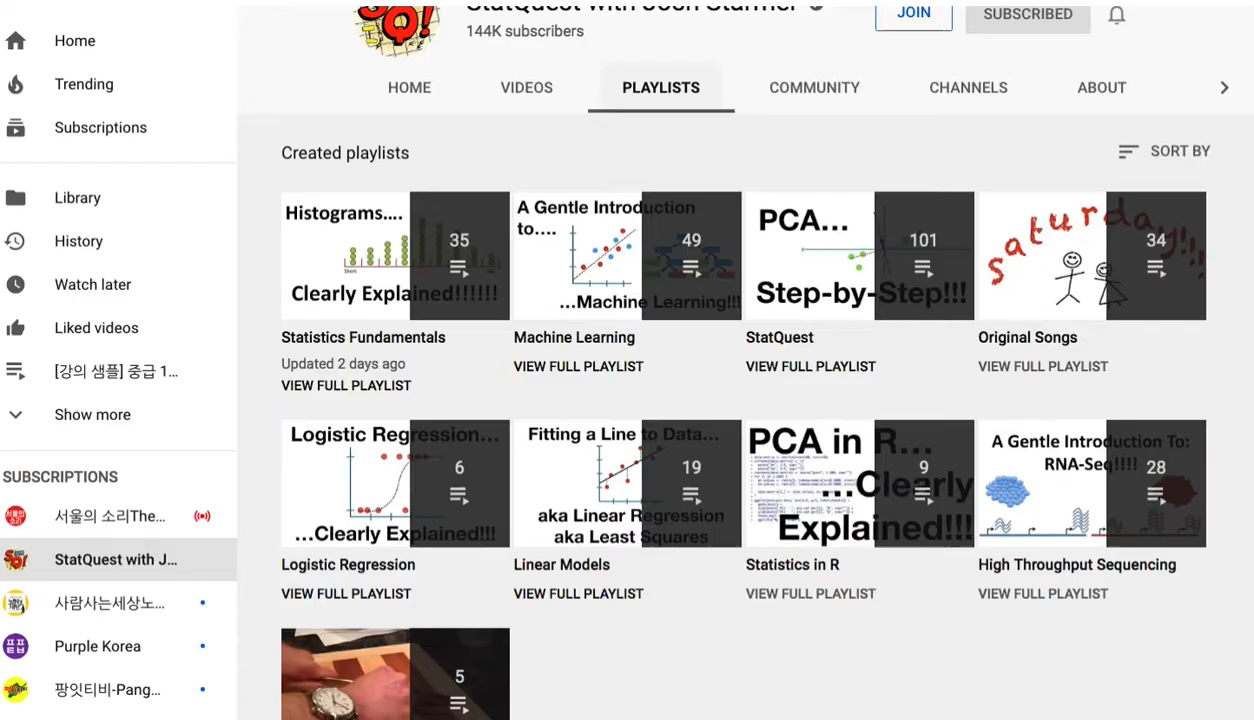 StatQuest with Josh Starmer
144K subscribers
JOIN
SUBSCRIBED
HOME
VIDEOS
PLAYLISTS
COMMUNITY
CHANNELS
ABOUT
Home
Trending
Subscriptions
Library
History
Watch later
Liked videos
[강의 샘플] 중급 1...
Show more
SUBSCRIPTIONS
서울의 소리The...
StatQuest with J...
사람사는세상노...
Purple Korea
팡잇티비-Pang...
Created playlists
SORT BY
Histograms....
Short
Clearly Explained!!!!!!
35
Statistics Fundamentals
Updated 2 days ago
VIEW FULL PLAYLIST
A Gentle Introduction
to....
...Machine Learning!!!
49
Machine Learning
VIEW FULL PLAYLIST
PCA...
Step-by-Step!!!
101
StatQuest
VIEW FULL PLAYLIST
saturday!!!
34
Original Songs
VIEW FULL PLAYLIST
Logistic Regression...
...Clearly Explained!!!
6
Logistic Regression
VIEW FULL PLAYLIST
Fitting a Line to Data...
aka Linear Regression
aka Least Squares
19
Linear Models
VIEW FULL PLAYLIST
PCA in R...
...Clearly
Explained!!!
9
Statistics in R
VIEW FULL PLAYLIST
A Gentle Introduction To:
RNA-Seq!!!!
28
High Throughput Sequencing
VIEW FULL PLAYLIST
5